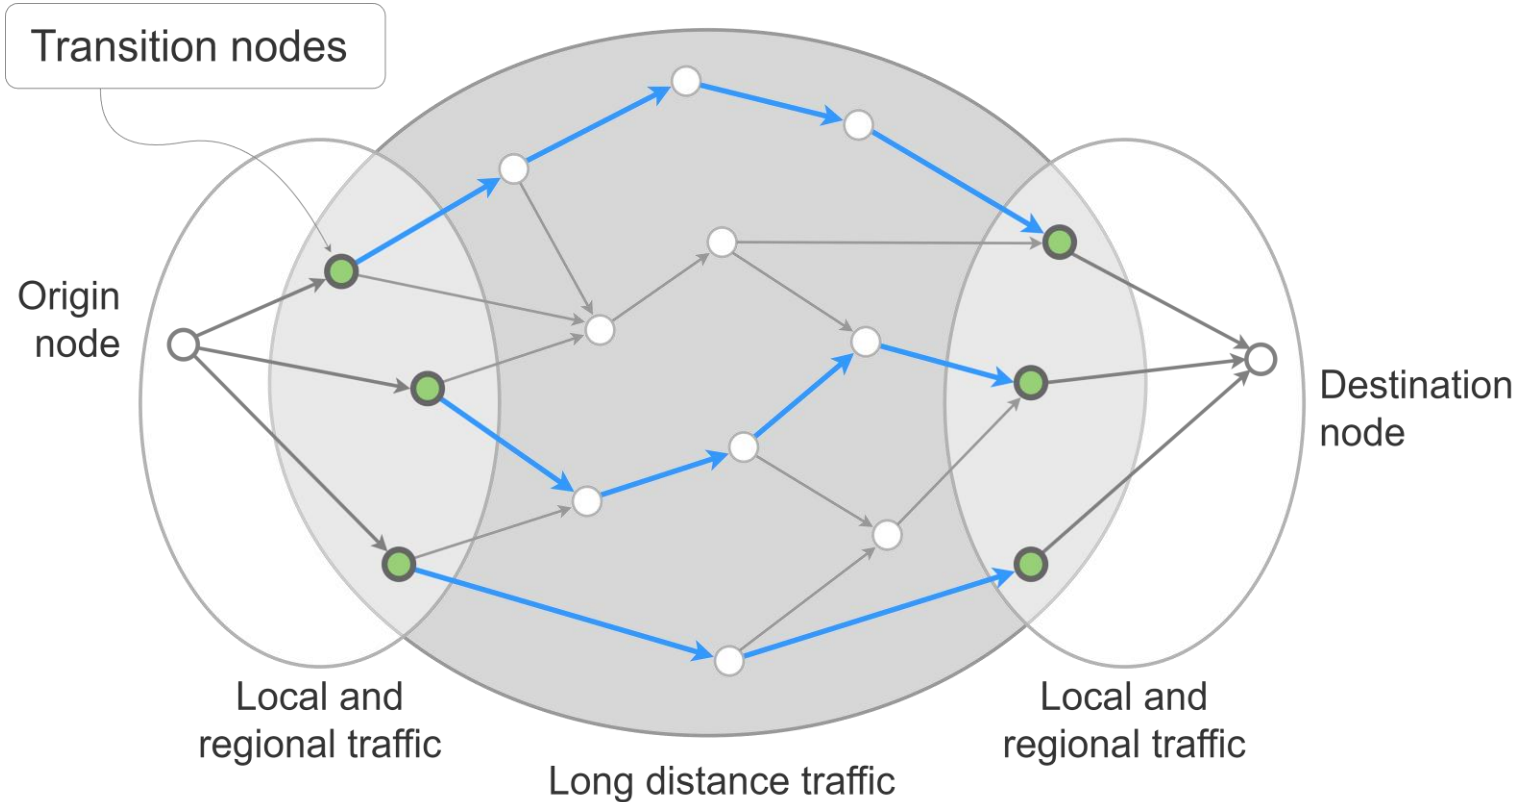 Transition nodes
Origin
node
Destination
node
Local and
regional traffic
Long distance traffic
Local and
regional traffic